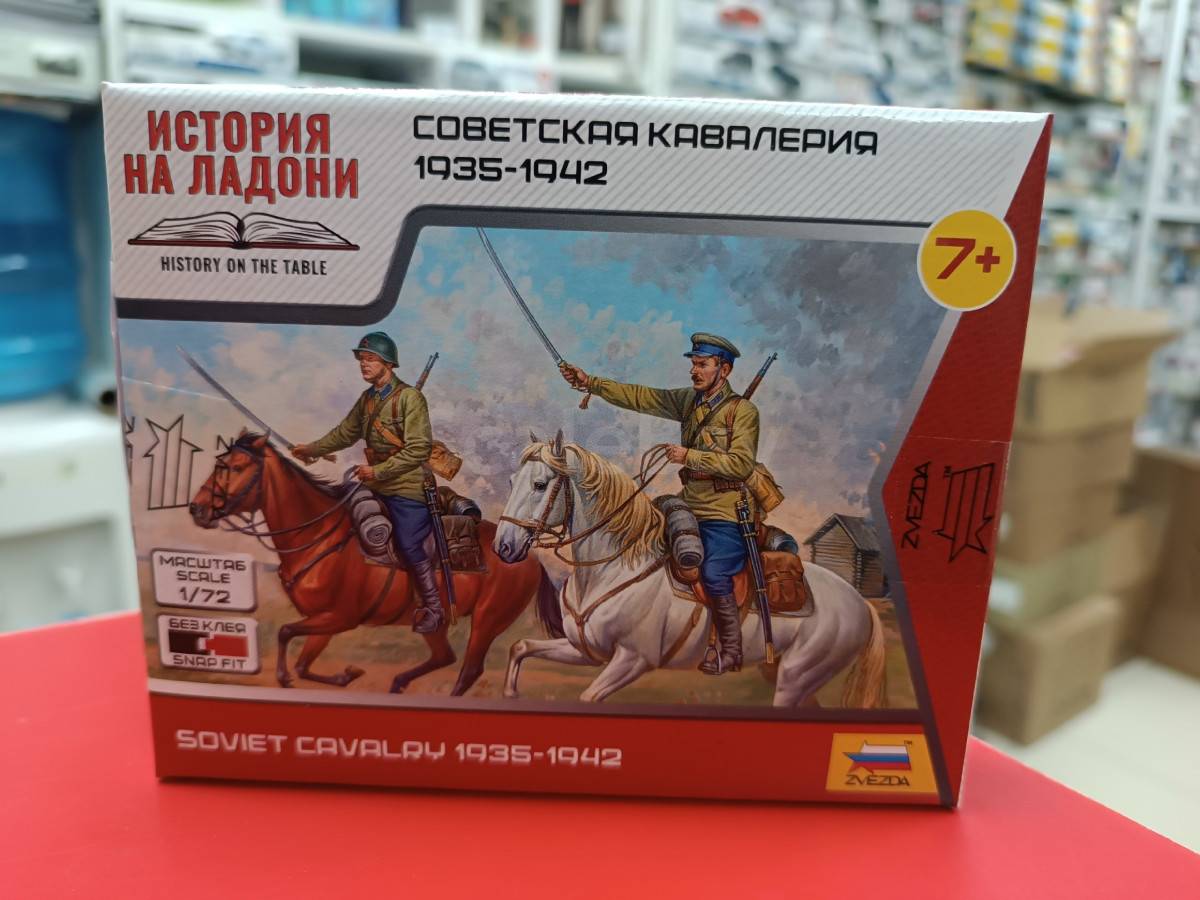 ИСТОРИЯ
НА ЛАДОНИ
HISTORY ON THE TABLE
СОВЕТСКАЯ КАВАЛЕРИЯ
1935-1942
7+
ZVEZDA
МАСШТАБ
SCALE
1/72
БЕЗ КЛЕЯ
SNAP FIT
SOVIET CAVALRY 1935-1942
ZVEZDA